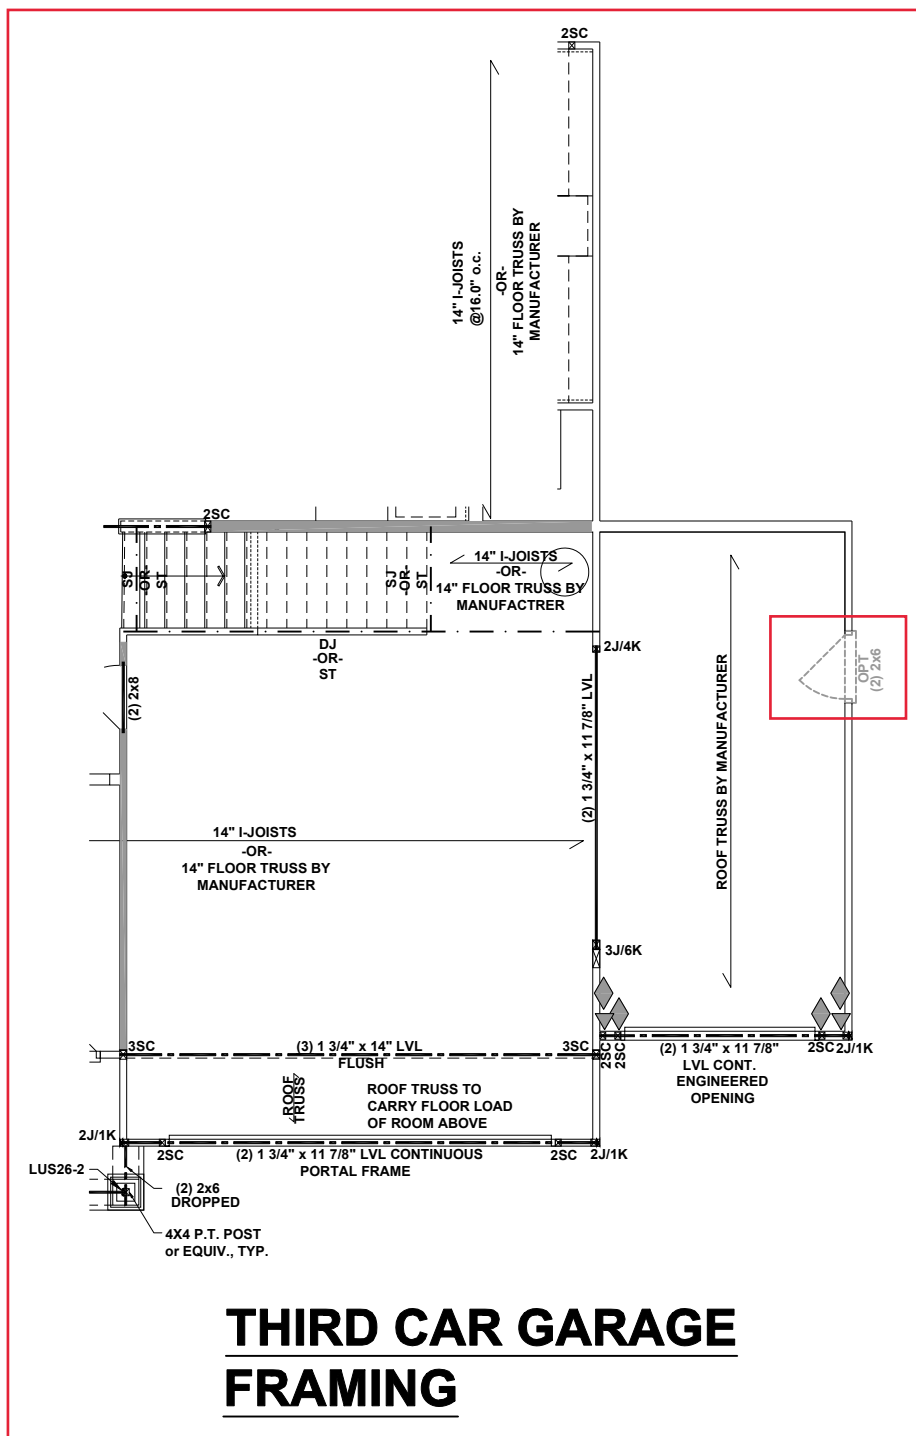 2SC
14" I-JOISTS
@16.0" o.c.
-OR-
14" FLOOR TRUSS BY
MANUFACTURER
2SC
SJ
-OR-
ST
SJ
-OR-
ST
14" I-JOISTS
-OR-
14" FLOOR TRUSS BY
MANUFACTRER
DJ
-OR-
ST
2J/4K
OPT
(2) 2x6
(2) 2x8
(2) 1 3/4" x 11 7/8" LVL
ROOF TRUSS BY MANUFACTURER
14" I-JOISTS
-OR-
14" FLOOR TRUSS BY
MANUFACTURER
3J/6K
3SC
(3) 1 3/4" x 14" LVL
FLUSH
3SC
2SC
2SC
(2) 1 3/4" x 11 7/8"
LVL CONT.
ENGINEERED
OPENING
2SC
2J/1K
ROOF
TRUSS
ROOF TRUSS TO
CARRY FLOOR LOAD
OF ROOM ABOVE
2J/1K
2SC
(2) 1 3/4" x 11 7/8" LVL CONTINUOUS
PORTAL FRAME
2SC
2J/1K
LUS26-2
(2) 2x6
DROPPED
4X4 P.T. POST
or EQUIV., TYP.
THIRD CAR GARAGE
FRAMING